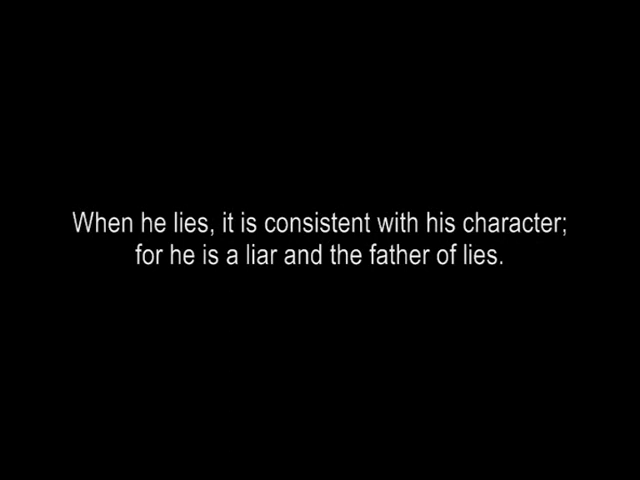 When he lies, it is consistent with his character;
for he is a liar and the father of lies.